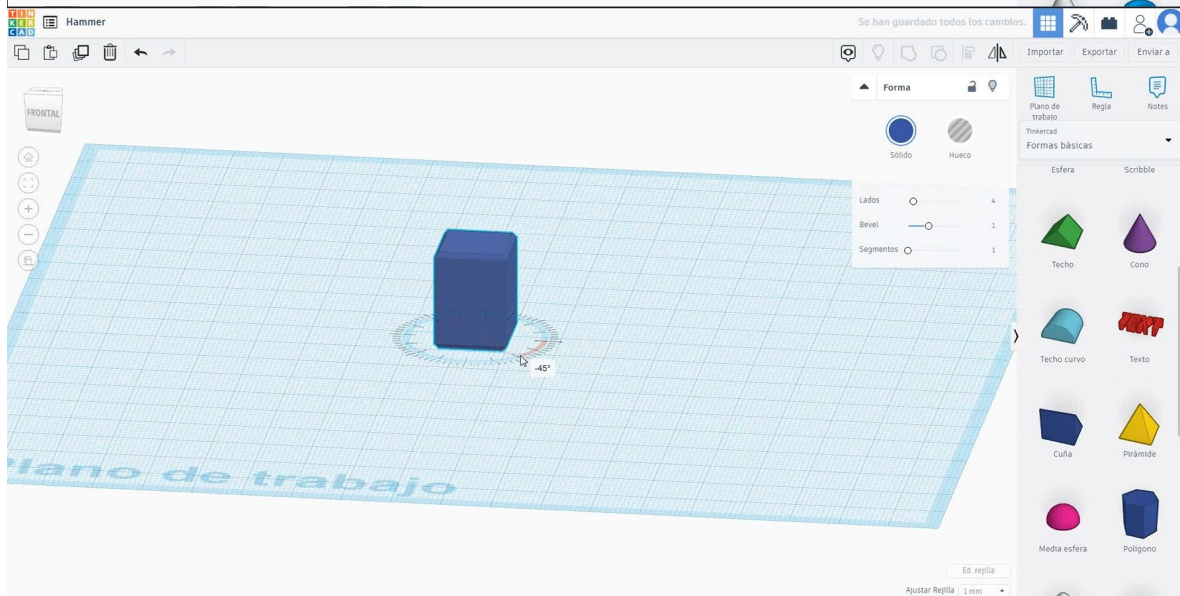 TIN
KER
CAD
Hammer
Se han guardado todos los cambios.
Importar
Exportar
Enviar a
FRONTAL
Forma
Sólido
Hueco
Lados
4
Bevel
1
Segmentos
1
Plano de
trabajo
Regla
Notes
Tinkercad
Formas básicas
Esfera
Scribble
Techo
Cono
TEXT
Techo curvo
Texto
Cuña
Pirámide
Media esfera
Polígono
-45°
Plano de trabajo
Ed. rejilla
Ajustar Rejilla
1 mm